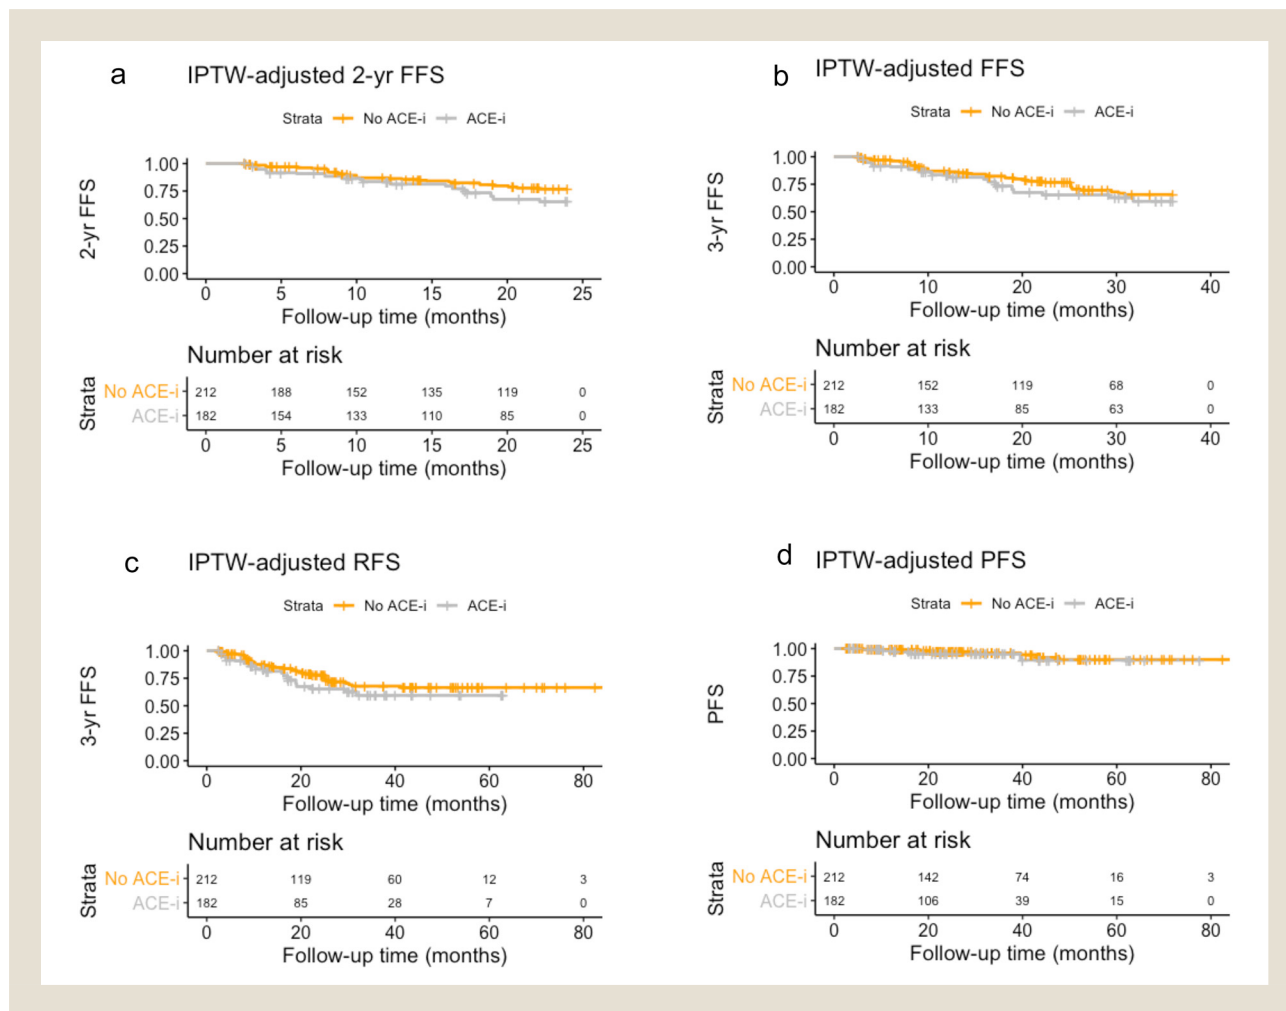 a IPTW-adjusted 2-yr FFS
Strata No ACE-i ACE-i
2-yr FFS
1.00
0.75
0.50
0.25
0.00
0 5 10 15 20 25
Follow-up time (months)
Number at risk
Strata
No ACE-i 212 188 152 135 119 0
ACE-i 182 154 133 110 85 0
0 5 10 15 20 25
Follow-up time (months)
b IPTW-adjusted FFS
Strata No ACE-i ACE-i
3-yr FFS
1.00
0.75
0.50
0.25
0.00
0 10 20 30 40
Follow-up time (months)
Number at risk
Strata
No ACE-i 212 152 119 68 0
ACE-i 182 133 85 63 0
0 10 20 30 40
Follow-up time (months)
c IPTW-adjusted RFS
Strata No ACE-i ACE-i
3-yr FFS
1.00
0.75
0.50
0.25
0.00
0 20 40 60 80
Follow-up time (months)
Number at risk
Strata
No ACE-i 212 119 60 12 3
ACE-i 182 85 28 7 0
0 20 40 60 80
Follow-up time (months)
d IPTW-adjusted PFS
Strata No ACE-i ACE-i
PFS
1.00
0.75
0.50
0.25
0.00
0 20 40 60 80
Follow-up time (months)
Number at risk
Strata
No ACE-i 212 142 74 16 3
ACE-i 182 106 39 15 0
0 20 40 60 80
Follow-up time (months)